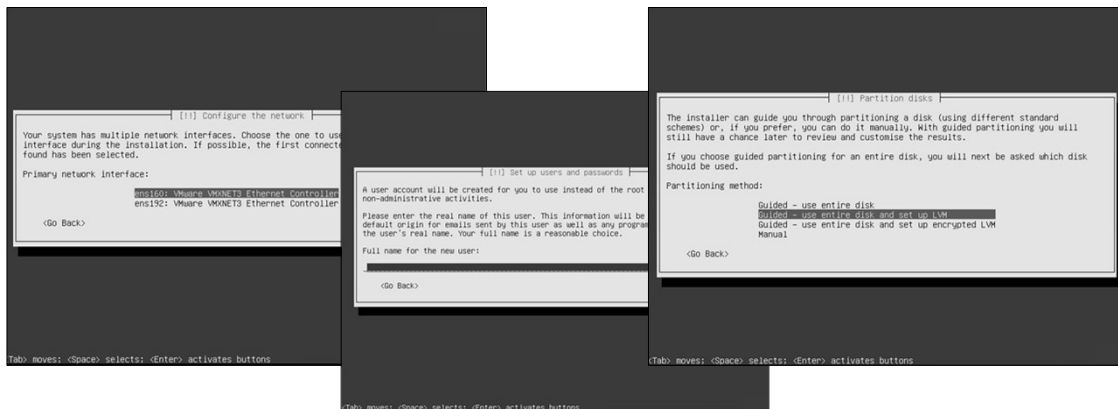 [!!] Configure the network
Your system has multiple network interfaces. Choose the one to use
interface during the installation. If possible, the first connecte
found has been selected.
Primary network interface:
ens160: VMware VMXNET3 Ethernet Controller
ens192: VMware VMXNET3 Ethernet Controller
<Go Back>
<Tab> moves; <Space> selects; <Enter> activates buttons
[!!] Set up users and passwords
A user account will be created for you to use instead of the root
non-administrative activities.
Please enter the real name of this user. This information will be
default origin for emails sent by this user as well as any program
the user's real name. Your full name is a reasonable choice.
Full name for the new user:
<Go Back>
<Tab> moves; <Space> selects; <Enter> activates buttons
[!!] Partition disks
The installer can guide you through partitioning a disk (using different standard
schemes) or, if you prefer, you can do it manually. With guided partitioning you will
still have a chance later to review and customise the results.
If you choose guided partitioning for an entire disk, you will next be asked which disk
should be used.
Partitioning method:
Guided - use entire disk
Guided - use entire disk and set up LVM
Guided - use entire disk and set up encrypted LVM
Manual
<Go Back>
<Tab> moves; <Space> selects; <Enter> activates buttons